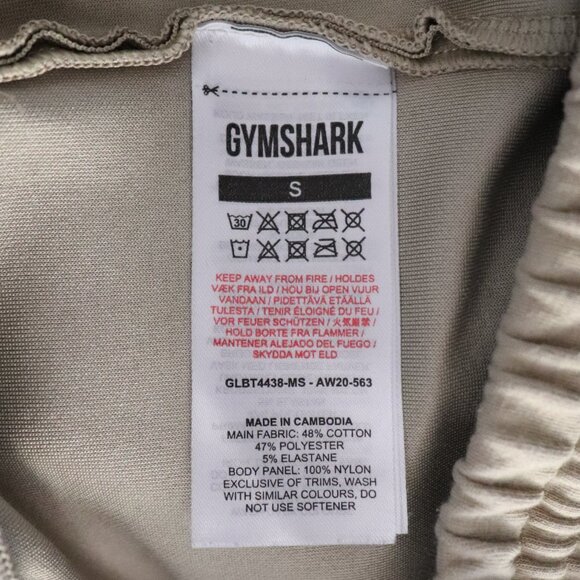 GYMSHARK
S
30
KEEP AWAY FROM FIRE / HOLDES
VÆK FRA ILD / HOU BIJ OPEN VUUR
VANDAAN / PIDETTÄVÄ ETÄÄLLÄ
TULESTA / TENIR ÉLOIGNÉ DU FEU /
VOR FEUER SCHÜTZEN / 火気厳禁 /
HOLD BORTE FRA FLAMMER /
MANTENER ALEJADO DEL FUEGO /
SKYDDA MOT ELD
GLBT4438-MS - AW20-563
MADE IN CAMBODIA
MAIN FABRIC: 48% COTTON
47% POLYESTER
5% ELASTANE
BODY PANEL: 100% NYLON
EXCLUSIVE OF TRIMS, WASH
WITH SIMILAR COLOURS, DO
NOT USE SOFTENER